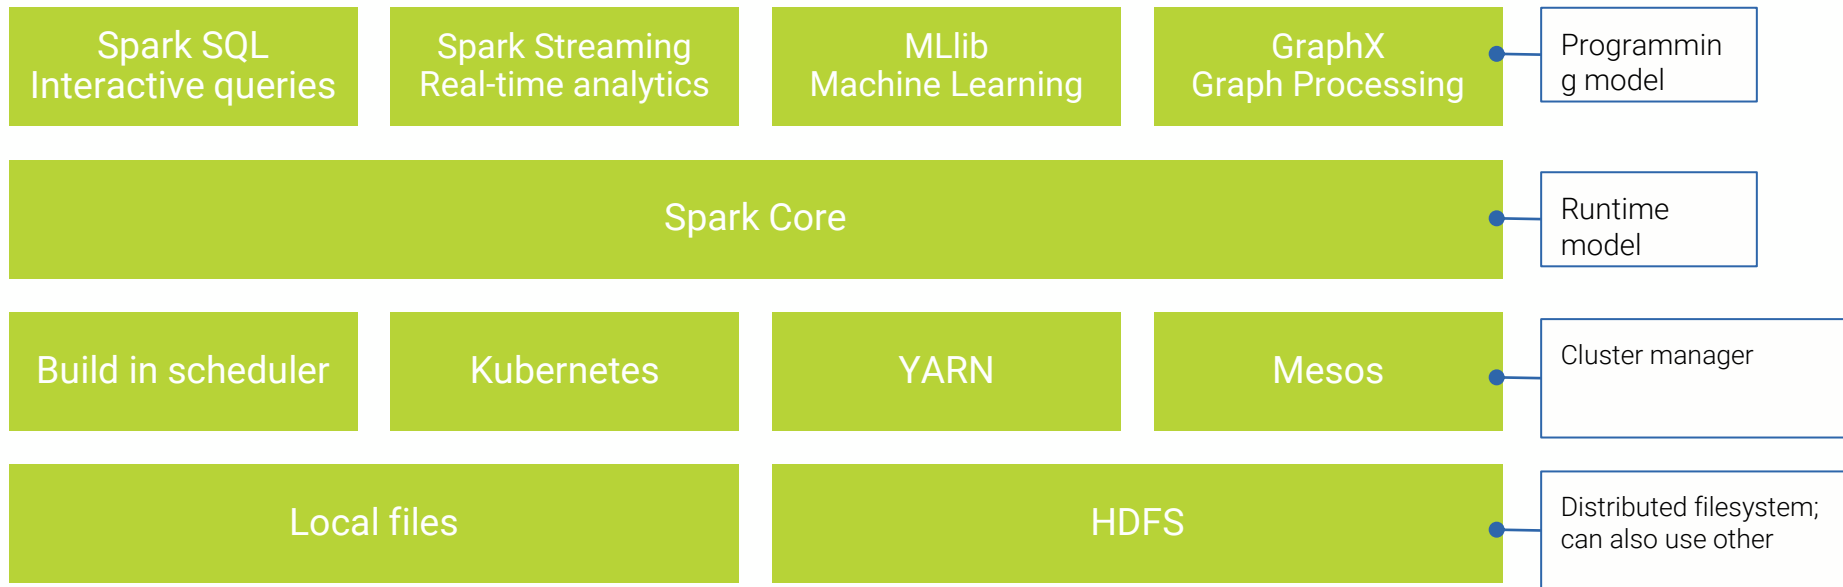 Spark SQL
Interactive queries
Spark Streaming
Real-time analytics
MLlib
Machine Learning
GraphX
Graph Processing
Programmin
g model
Spark Core
Runtime
model
Build in scheduler
Kubernetes
YARN
Mesos
Cluster manager
Local files
HDFS
Distributed filesystem;
can also use other